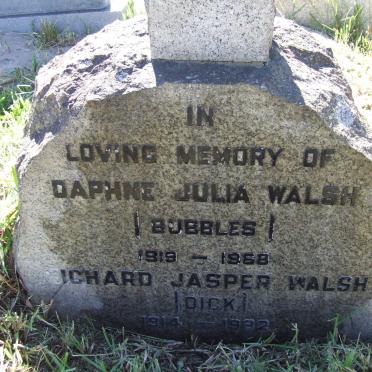 IN
LOVING MEMORY OF
DAPHNE JULIA WALSH
(BUBBLES)
1919 – 1968
ICHARD JASPER WALSH
(DICK)
1914 – 1992